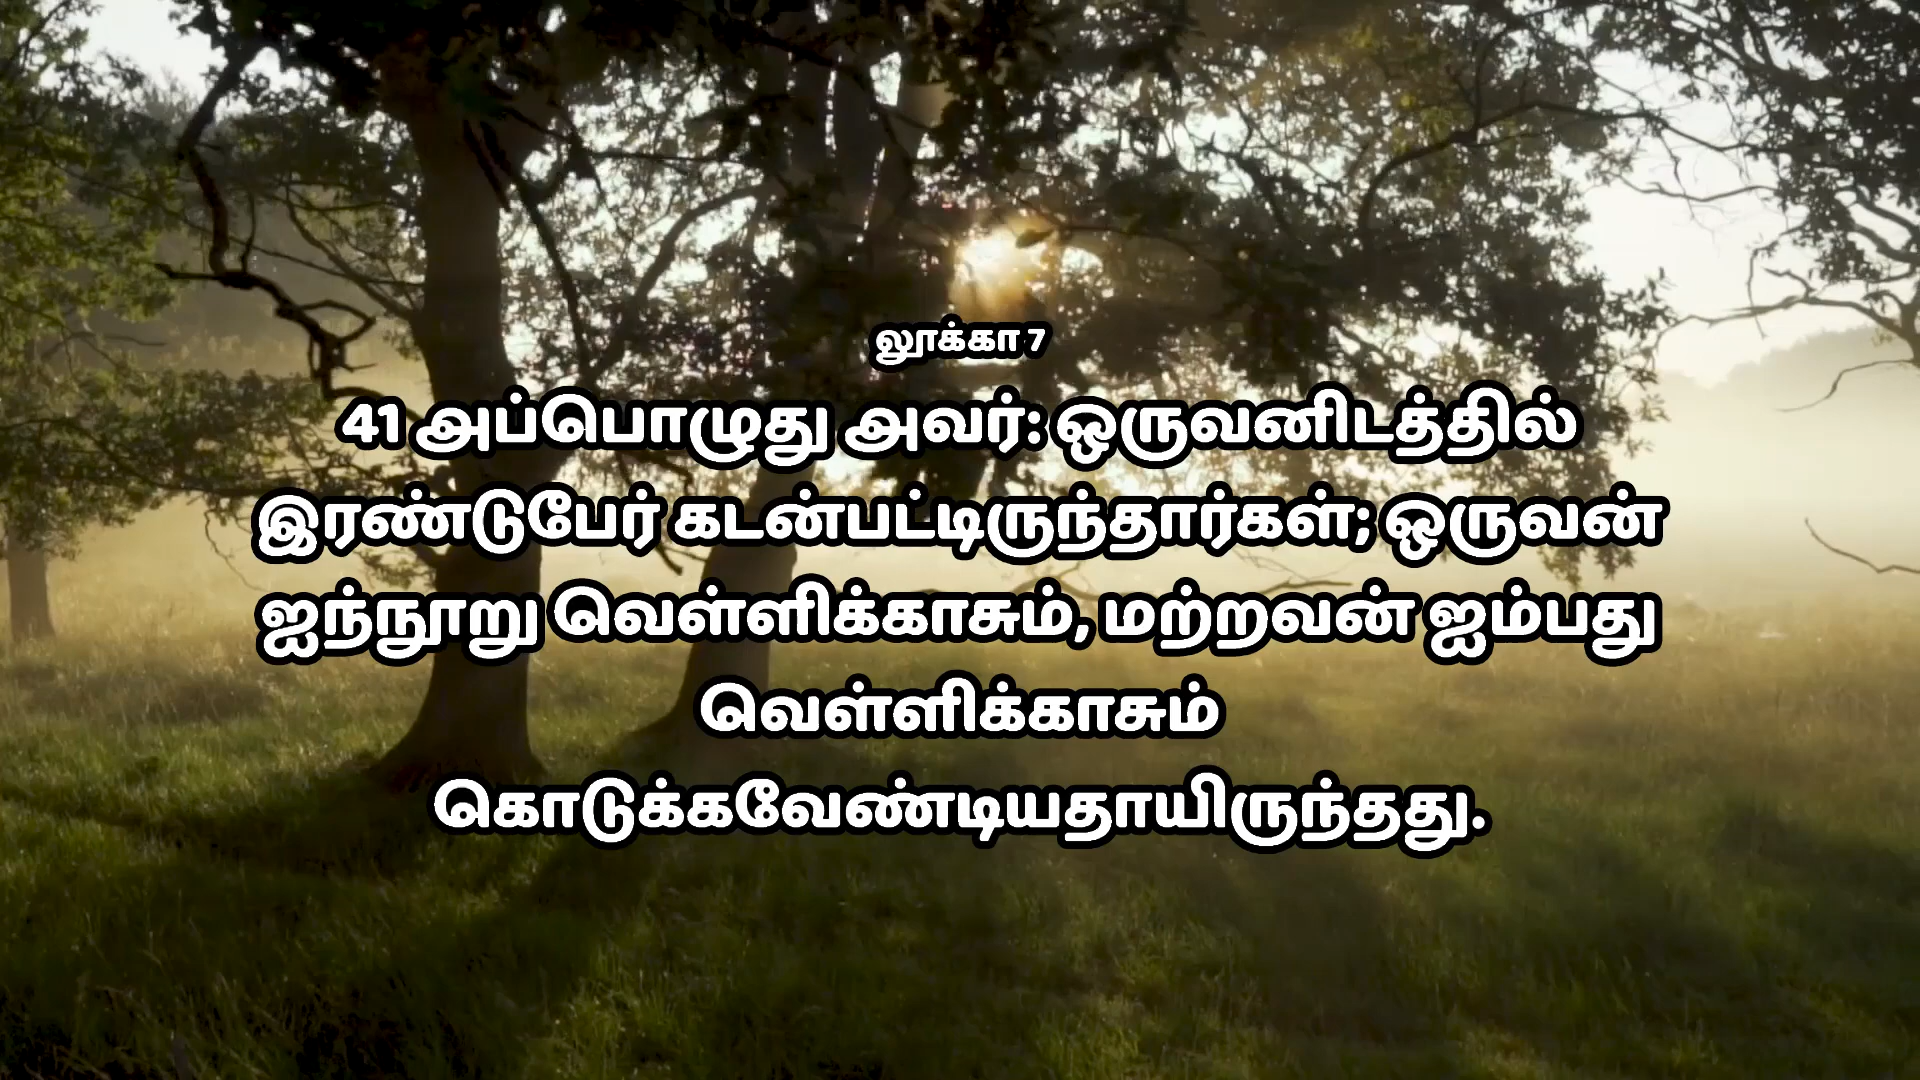 லூக்கா 7
41 அப்பொழுது அவர்: ஒருவனிடத்தில்
இரண்டுபேர் கடன்பட்டிருந்தார்கள்; ஒருவன்
ஐந்நூறு வெள்ளிக்காசும், மற்றவன் ஐம்பது
வெள்ளிக்காசும்
கொடுக்கவேண்டியதாயிருந்தது.